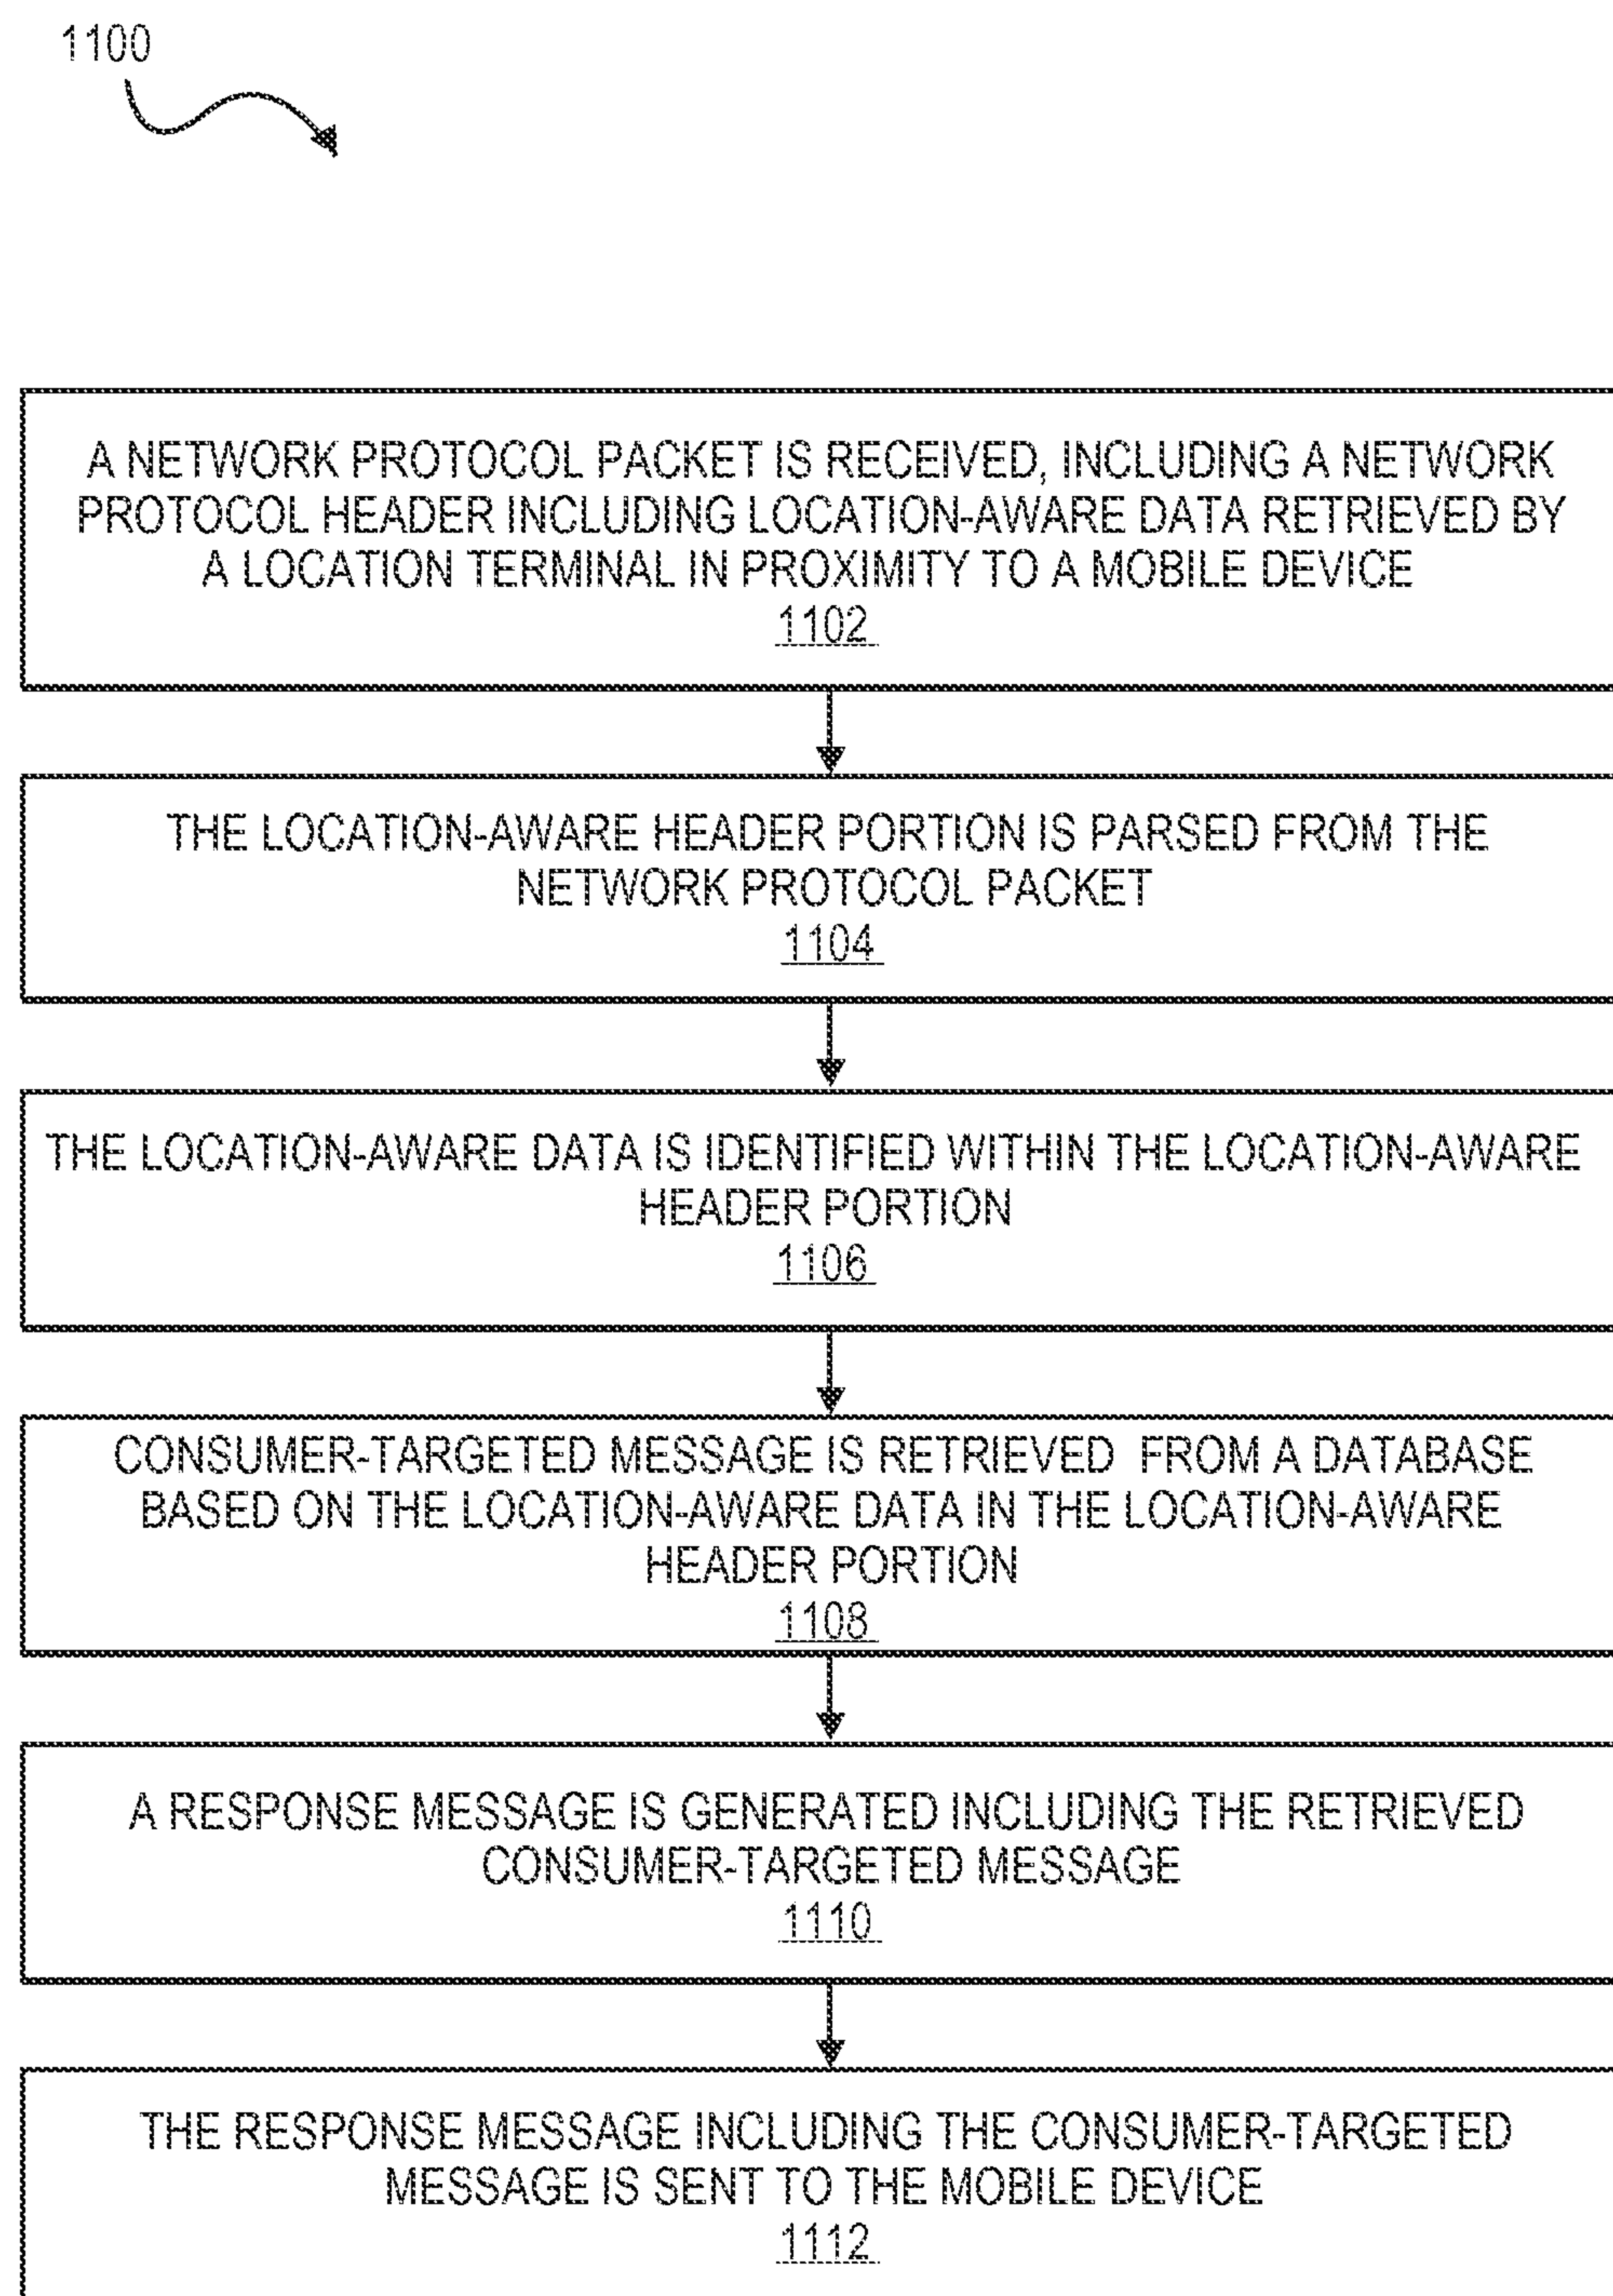 1100
A NETWORK PROTOCOL PACKET IS RECEIVED, INCLUDING A NETWORK
PROTOCOL HEADER INCLUDING LOCATION-AWARE DATA RETRIEVED BY
A LOCATION TERMINAL IN PROXIMITY TO A MOBILE DEVICE
1102
THE LOCATION-AWARE HEADER PORTION IS PARSED FROM THE
NETWORK PROTOCOL PACKET
1104
THE LOCATION-AWARE DATA IS IDENTIFIED WITHIN THE LOCATION-AWARE
HEADER PORTION
1106
CONSUMER-TARGETED MESSAGE IS RETRIEVED FROM A DATABASE
BASED ON THE LOCATION-AWARE DATA IN THE LOCATION-AWARE
HEADER PORTION
1108
A RESPONSE MESSAGE IS GENERATED INCLUDING THE RETRIEVED
CONSUMER-TARGETED MESSAGE
1110
THE RESPONSE MESSAGE INCLUDING THE CONSUMER-TARGETED
MESSAGE IS SENT TO THE MOBILE DEVICE
1112